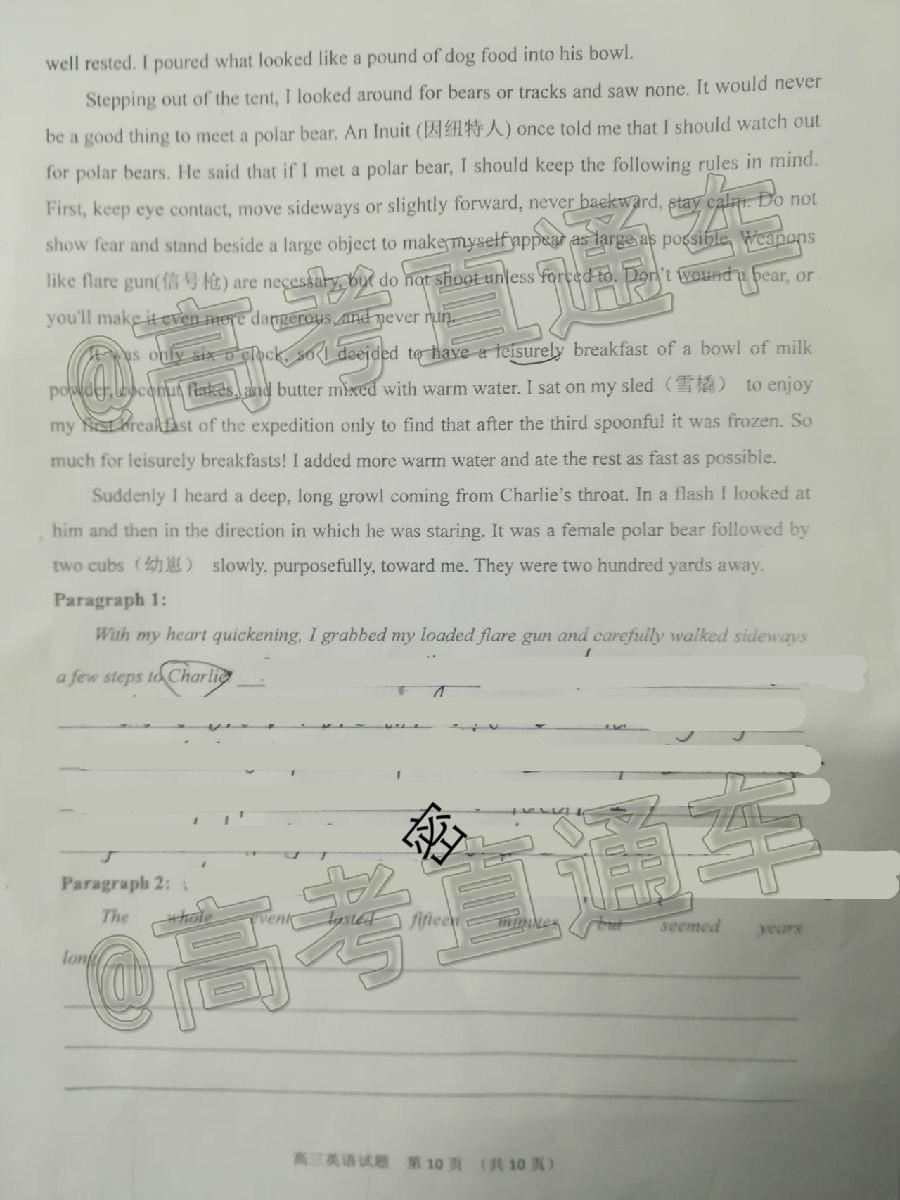 well rested. I poured what looked like a pound of dog food into his bowl.
Stepping out of the tent, I looked around for bears or tracks and saw none. It would never
be a good thing to meet a polar bear. An Inuit (因纽特人) once told me that I should watch out
for polar bears. He said that if I met a polar bear, I should keep the following rules in mind.
First, keep eye contact, move sideways or slightly forward, never backward, stay calm. Do not
show fear and stand beside a large object to make myself appear as large as possible. Weapons
like flare gun(信号枪) are necessary, but do not shoot unless forced to. Don't wound a bear, or
you'll make it even more dangerous, and never run.
It was only six o'clock, so I decided to have a leisurely breakfast of a bowl of milk
powder, coconut flakes, and butter mixed with warm water. I sat on my sled（雪橇） to enjoy
my first breakfast of the expedition only to find that after the third spoonful it was frozen. So
much for leisurely breakfasts! I added more warm water and ate the rest as fast as possible.
Suddenly I heard a deep, long growl coming from Charlie's throat. In a flash I looked at
him and then in the direction in which he was staring. It was a female polar bear followed by
two cubs（幼崽） slowly, purposefully, toward me. They were two hundred yards away.
Paragraph 1:
With my heart quickening, I grabbed my loaded flare gun and carefully walked sideways
a few steps to Charlie
密
Paragraph 2:
The whole event lasted fifteen minutes but seemed years
long
高三英语试题 第 10 页 （共 10 页）
@高考直通车
@高考直通车